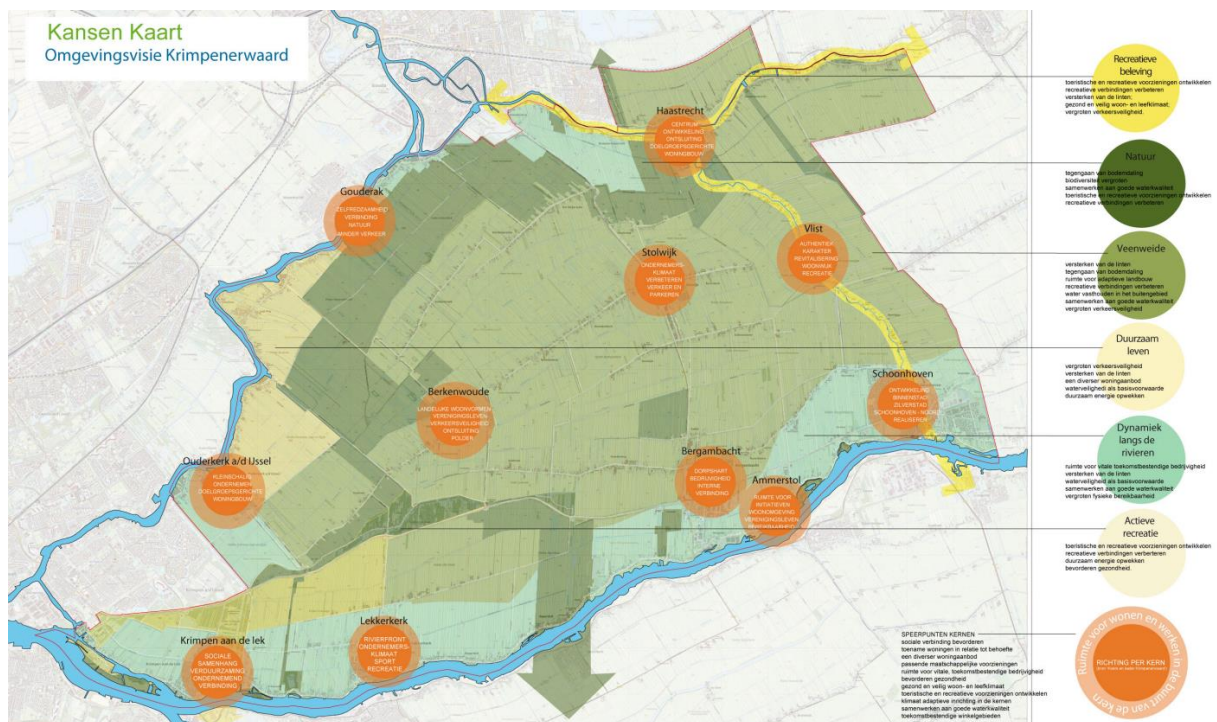 Kansen Kaart
Omgevingsvisie Krimpenerwaard
Haastrecht
CENTRUM
ONTWIKKELING
ONTSLUITING
DOELGROEPSGERICHTE
WONINGBOUW
Gouderak
ZELFREDZAAMHEID
VERBINDING
NATUUR
MINDER VERKEER
Stolwijk
ONDERNEMERS-
KLIMAAT
VERBETEREN
VERKEER EN
PARKEREN
Vlist
AUTHENTIEK
KARAKTER
REVITALISERING
WOONWIJK
RECREATIE
Berkenwoude
LANDELIJKE WOONVORMEN
VERENIGINGSLEVEN
VERKEERSVEILIGHEID
ONTSLUITING
POLDER
Schoonhoven
ONTWIKKELING
BINNENSTAD
ZILVERSTAD
SCHOONHOVEN - NOORD
REALISEREN
Ouderkerk a/d IJssel
KLEINSCHALIG
ONDERNEMEN
DOELGROEPSGERICHTE
WONINGBOUW
Bergambacht
DORPSHART
BEDRIJVIGHEID
INTERNE
VERBINDING
Ammerstol
RUIMTE VOOR
INITIATIEVEN
WOONOMGEVING
VERENIGINGSLEVEN
Krimpen aan de lek
SOCIALE
SAMENHANG
VERDUURZAMING
ONDERNEMEND
VERBINDING
Lekkerkerk
RIVIERFRONT
ONDERNEMERS-
KLIMAAT
SPORT
RECREATIE
Recreatieve
beleving
toeristische en recreatieve voorzieningen ontwikkelen
recreatieve verbindingen verbeteren
versterken van de linten;
gezond en veilig woon- en leefklimaat;
vergroten verkeersveiligheid.
Natuur
tegengaan van bodemdaling
biodiversiteit vergroten
samenwerken aan goede waterkwaliteit
toeristische en recreatieve voorzieningen ontwikkelen
recreatieve verbindingen verbeteren
Veenweide
versterken van de linten
tegengaan van bodemdaling
ruimte voor adaptieve landbouw
recreatieve verbindingen verbeteren
water vasthouden in het buitengebied
samenwerken aan goede waterkwaliteit
vergroten verkeersveiligheid
Duurzaam
leven
vergroten verkeersveiligheid
versterken van de linten
een diverser woningaanbod
waterveiligheid als basisvoorwaarde
duurzaam energie opwekken
Dynamiek
langs de
rivieren
ruimte voor vitale toekomstbestendige bedrijvigheid
versterken van de linten
waterveiligheid als basisvoorwaarde
samenwerken aan goede waterkwaliteit
vergroten fysieke bereikbaarheid
Actieve
recreatie
toeristische en recreatieve voorzieningen ontwikkelen
recreatieve verbindingen verberteren
duurzaam energie opwekken
bevorderen gezondheid
SPEERPUNTEN KERNEN
sociale verbinding bevorderen
toename woningen in relatie tot behoefte
een diverser woningaanbod
passende maatschappelijke voorzieningen
ruimte voor vitale, toekomstbestendige bedrijvigheid
bevorderen gezondheid
gezond en veilig woon- en leefklimaat
toeristische en recreatieve voorzieningen ontwikkelen
klimaat adaptieve inrichting in de kernen
samenwerken aan goede waterkwaliteit
toekomstbestendige winkelgebieden
Ruimte voor wonen en werken in de buurt van de kern
RICHTING PER KERN